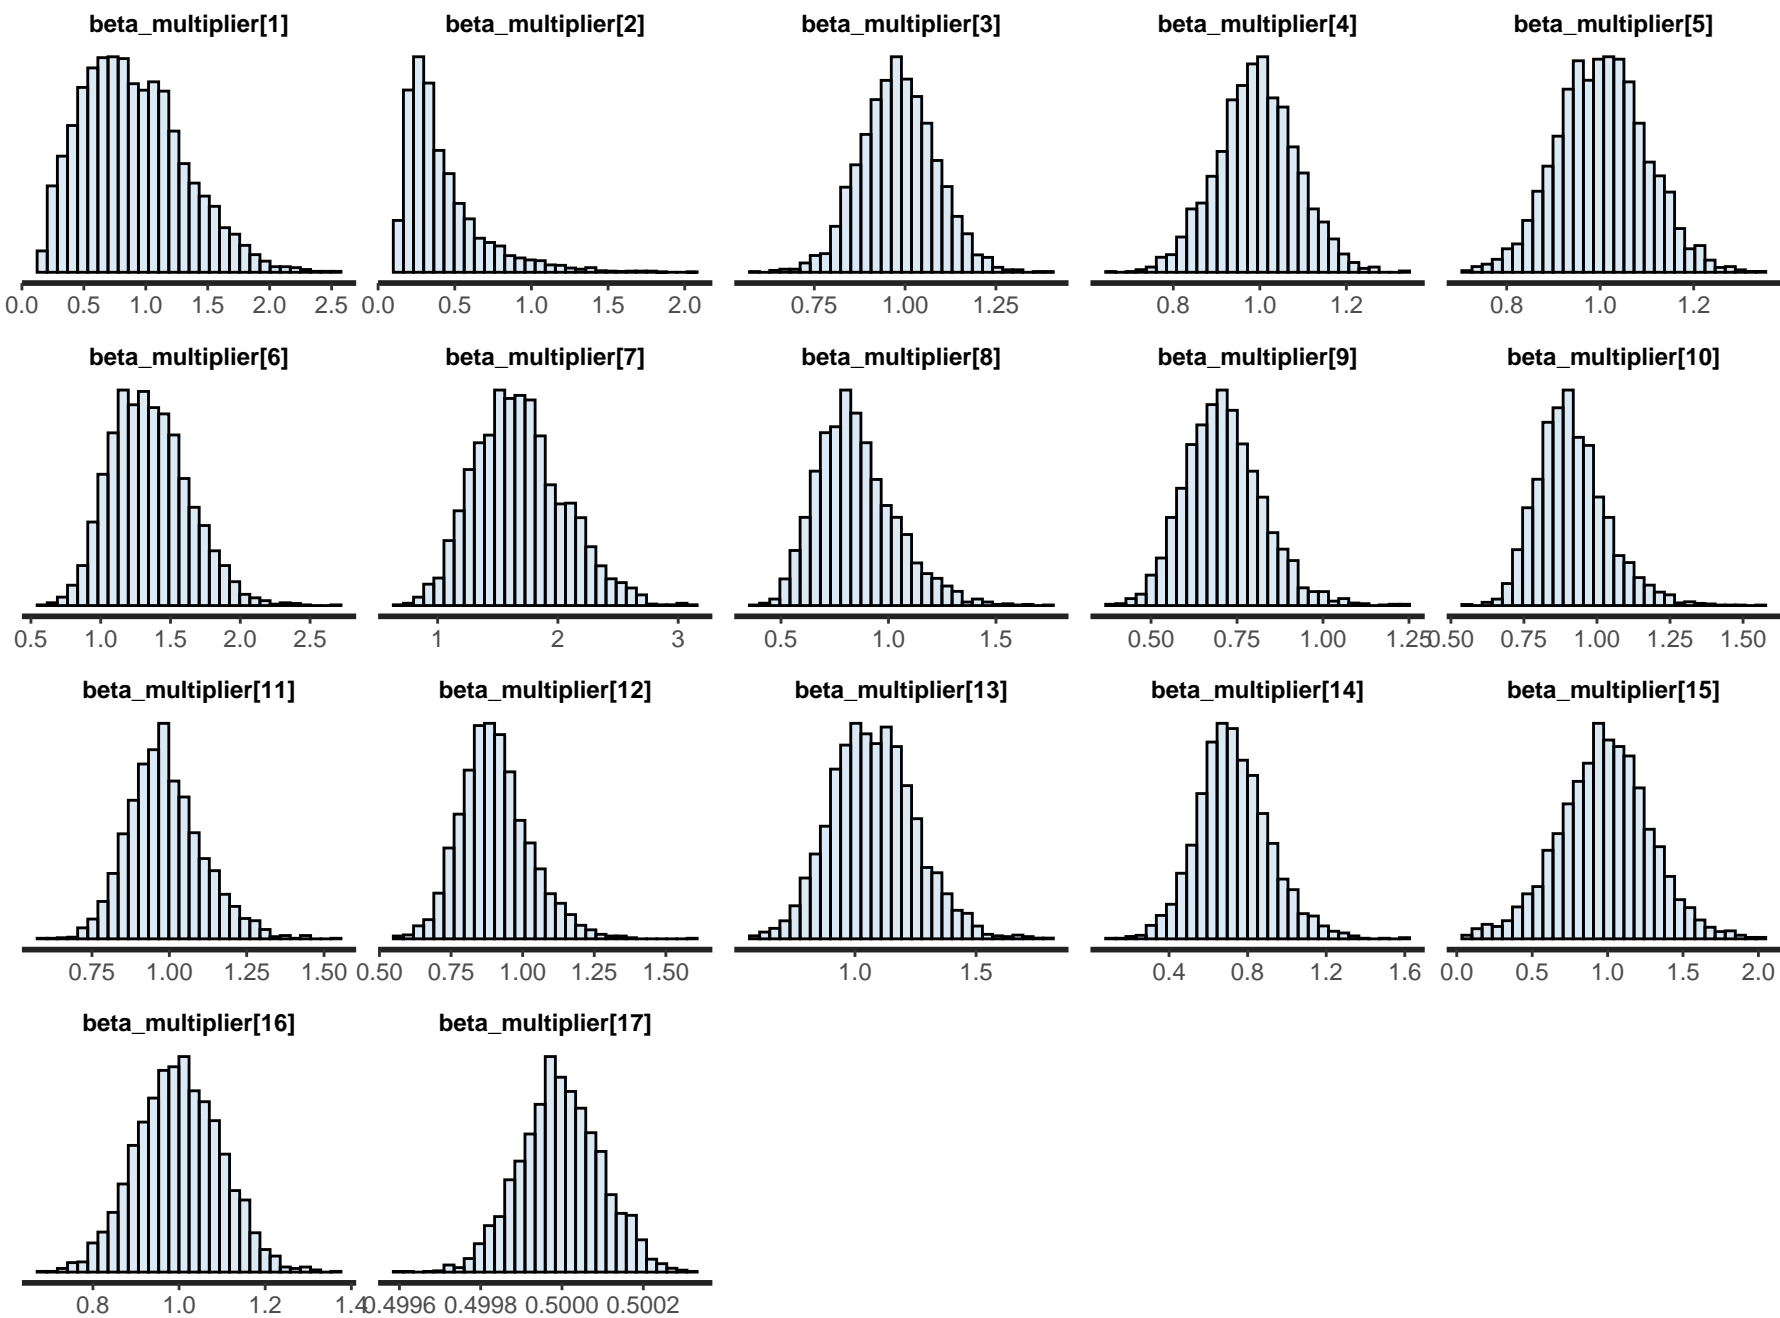 beta_multiplier[1] beta_multiplier[2] beta_multiplier[3] beta_multiplier[4] beta_multiplier[5]
0.0 0.5 1.0 1.5 2.0 2.5 0.0 0.5 1.0 1.5 2.0 0.75 1.00 1.25 0.8 1.0 1.2 0.8 1.0 1.2
beta_multiplier[6] beta_multiplier[7] beta_multiplier[8] beta_multiplier[9] beta_multiplier[10]
0.5 1.0 1.5 2.0 2.5 1 2 3 0.5 1.0 1.5 0.50 0.75 1.00 1.25 0.50 0.75 1.00 1.25 1.50
beta_multiplier[11] beta_multiplier[12] beta_multiplier[13] beta_multiplier[14] beta_multiplier[15]
0.75 1.00 1.25 1.50 0.50 0.75 1.00 1.25 1.50 1.0 1.5 0.4 0.8 1.2 1.6 0.0 0.5 1.0 1.5 2.0
beta_multiplier[16] beta_multiplier[17]
0.8 1.0 1.2 1.4 0.4996 0.4998 0.5000 0.5002